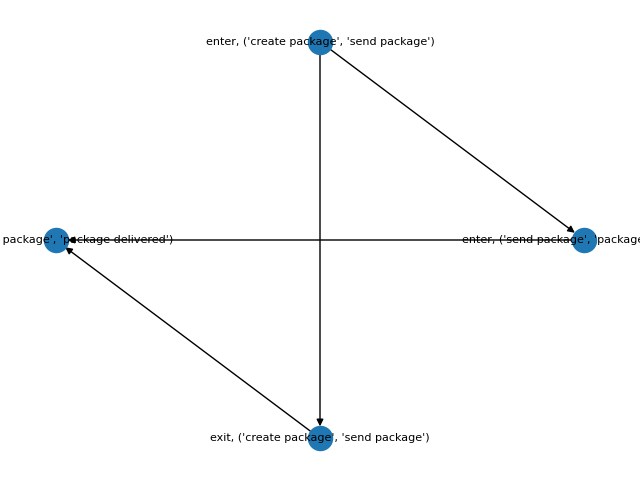 enter, ('create package', 'send package')
package', 'package delivered')
enter, ('send package', 'package
exit, ('create package', 'send package')